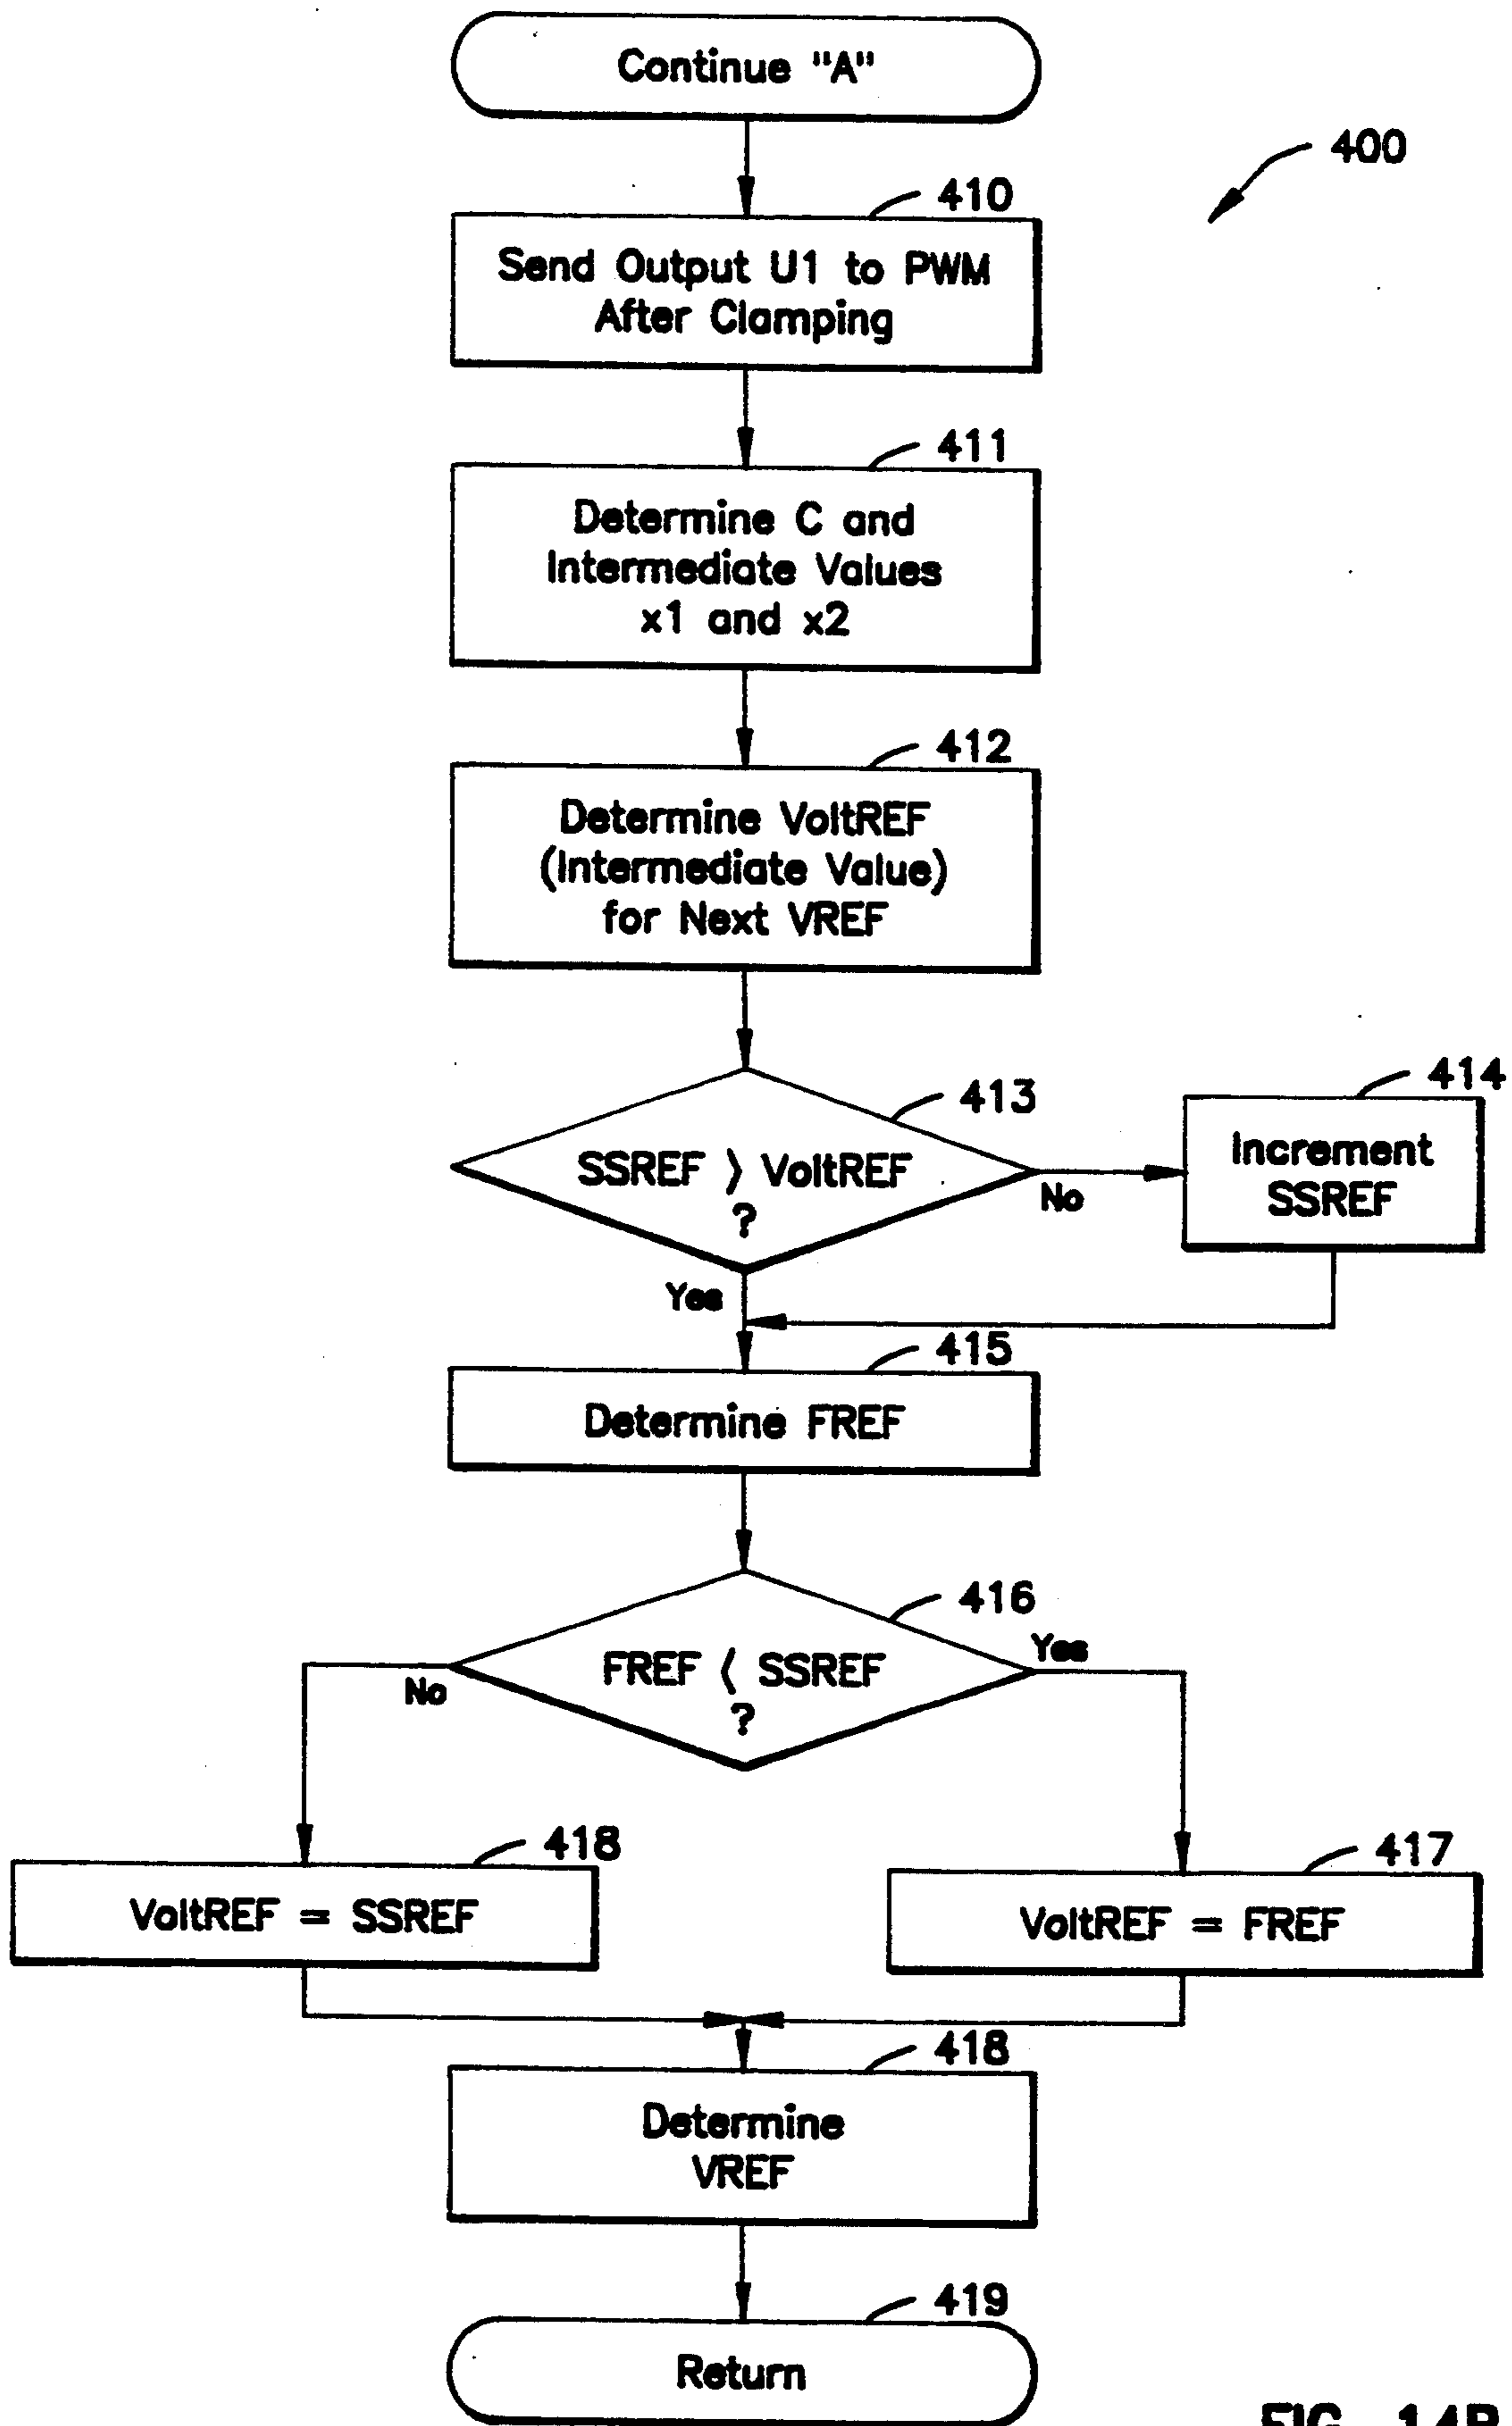 Continue "A"
400
410
Send Output U1 to PWM
After Clamping
411
Determine C and
Intermediate Values
x1 and x2
412
Determine VoltREF
(Intermediate Value)
for Next VREF
413
SSREF > VoltREF
?
No
Yes
414
Increment
SSREF
415
Determine FREF
416
FREF < SSREF
?
No
Yes
418
VoltREF = SSREF
417
VoltREF = FREF
418
Determine
VREF
419
Return
FIG. 14B